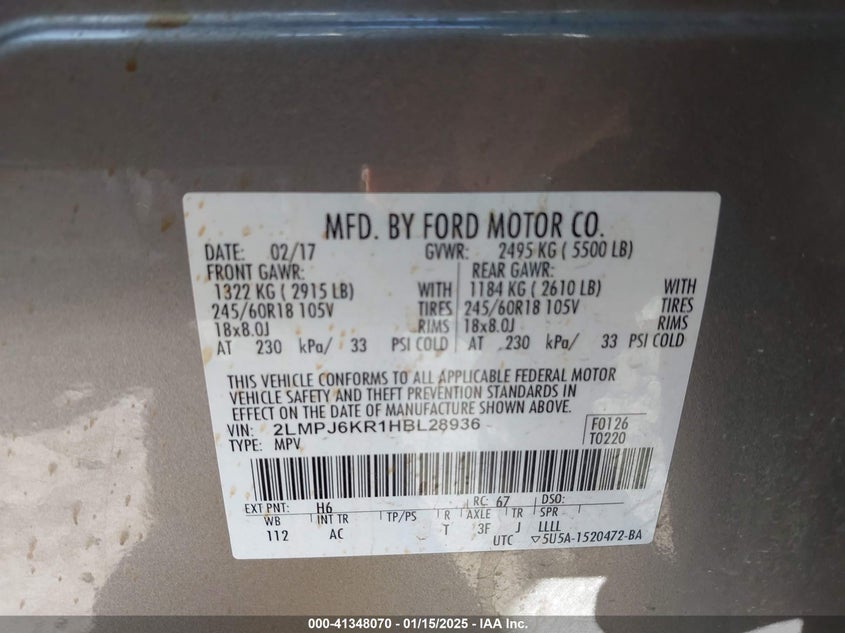 MFD. BY FORD MOTOR CO.
DATE: 02/17 GVWR: 2495 KG ( 5500 LB)
FRONT GAWR: REAR GAWR:
1322 KG ( 2915 LB) WITH 1184 KG ( 2610 LB) WITH
245/60R18 105V TIRES 245/60R18 105V TIRES
18x8.0J RIMS 18x8.0J RIMS
AT 230 kPa/ 33 PSI COLD AT 230 kPa/ 33 PSI COLD
THIS VEHICLE CONFORMS TO ALL APPLICABLE FEDERAL MOTOR
VEHICLE SAFETY AND THEFT PREVENTION STANDARDS IN
EFFECT ON THE DATE OF MANUFACTURE SHOWN ABOVE.
VIN: 2LMPJ6KR1HBL28936 F0126
TYPE: MPV T0220
EXT PNT: H6 RC: 67 DSO:
WB INT TR TP/PS R AXLE TR SPR
112 AC T 3F J LLLL
UTC ▽5U5A-1520472-BA
000-41348070 - 01/15/2025 - IAA Inc.